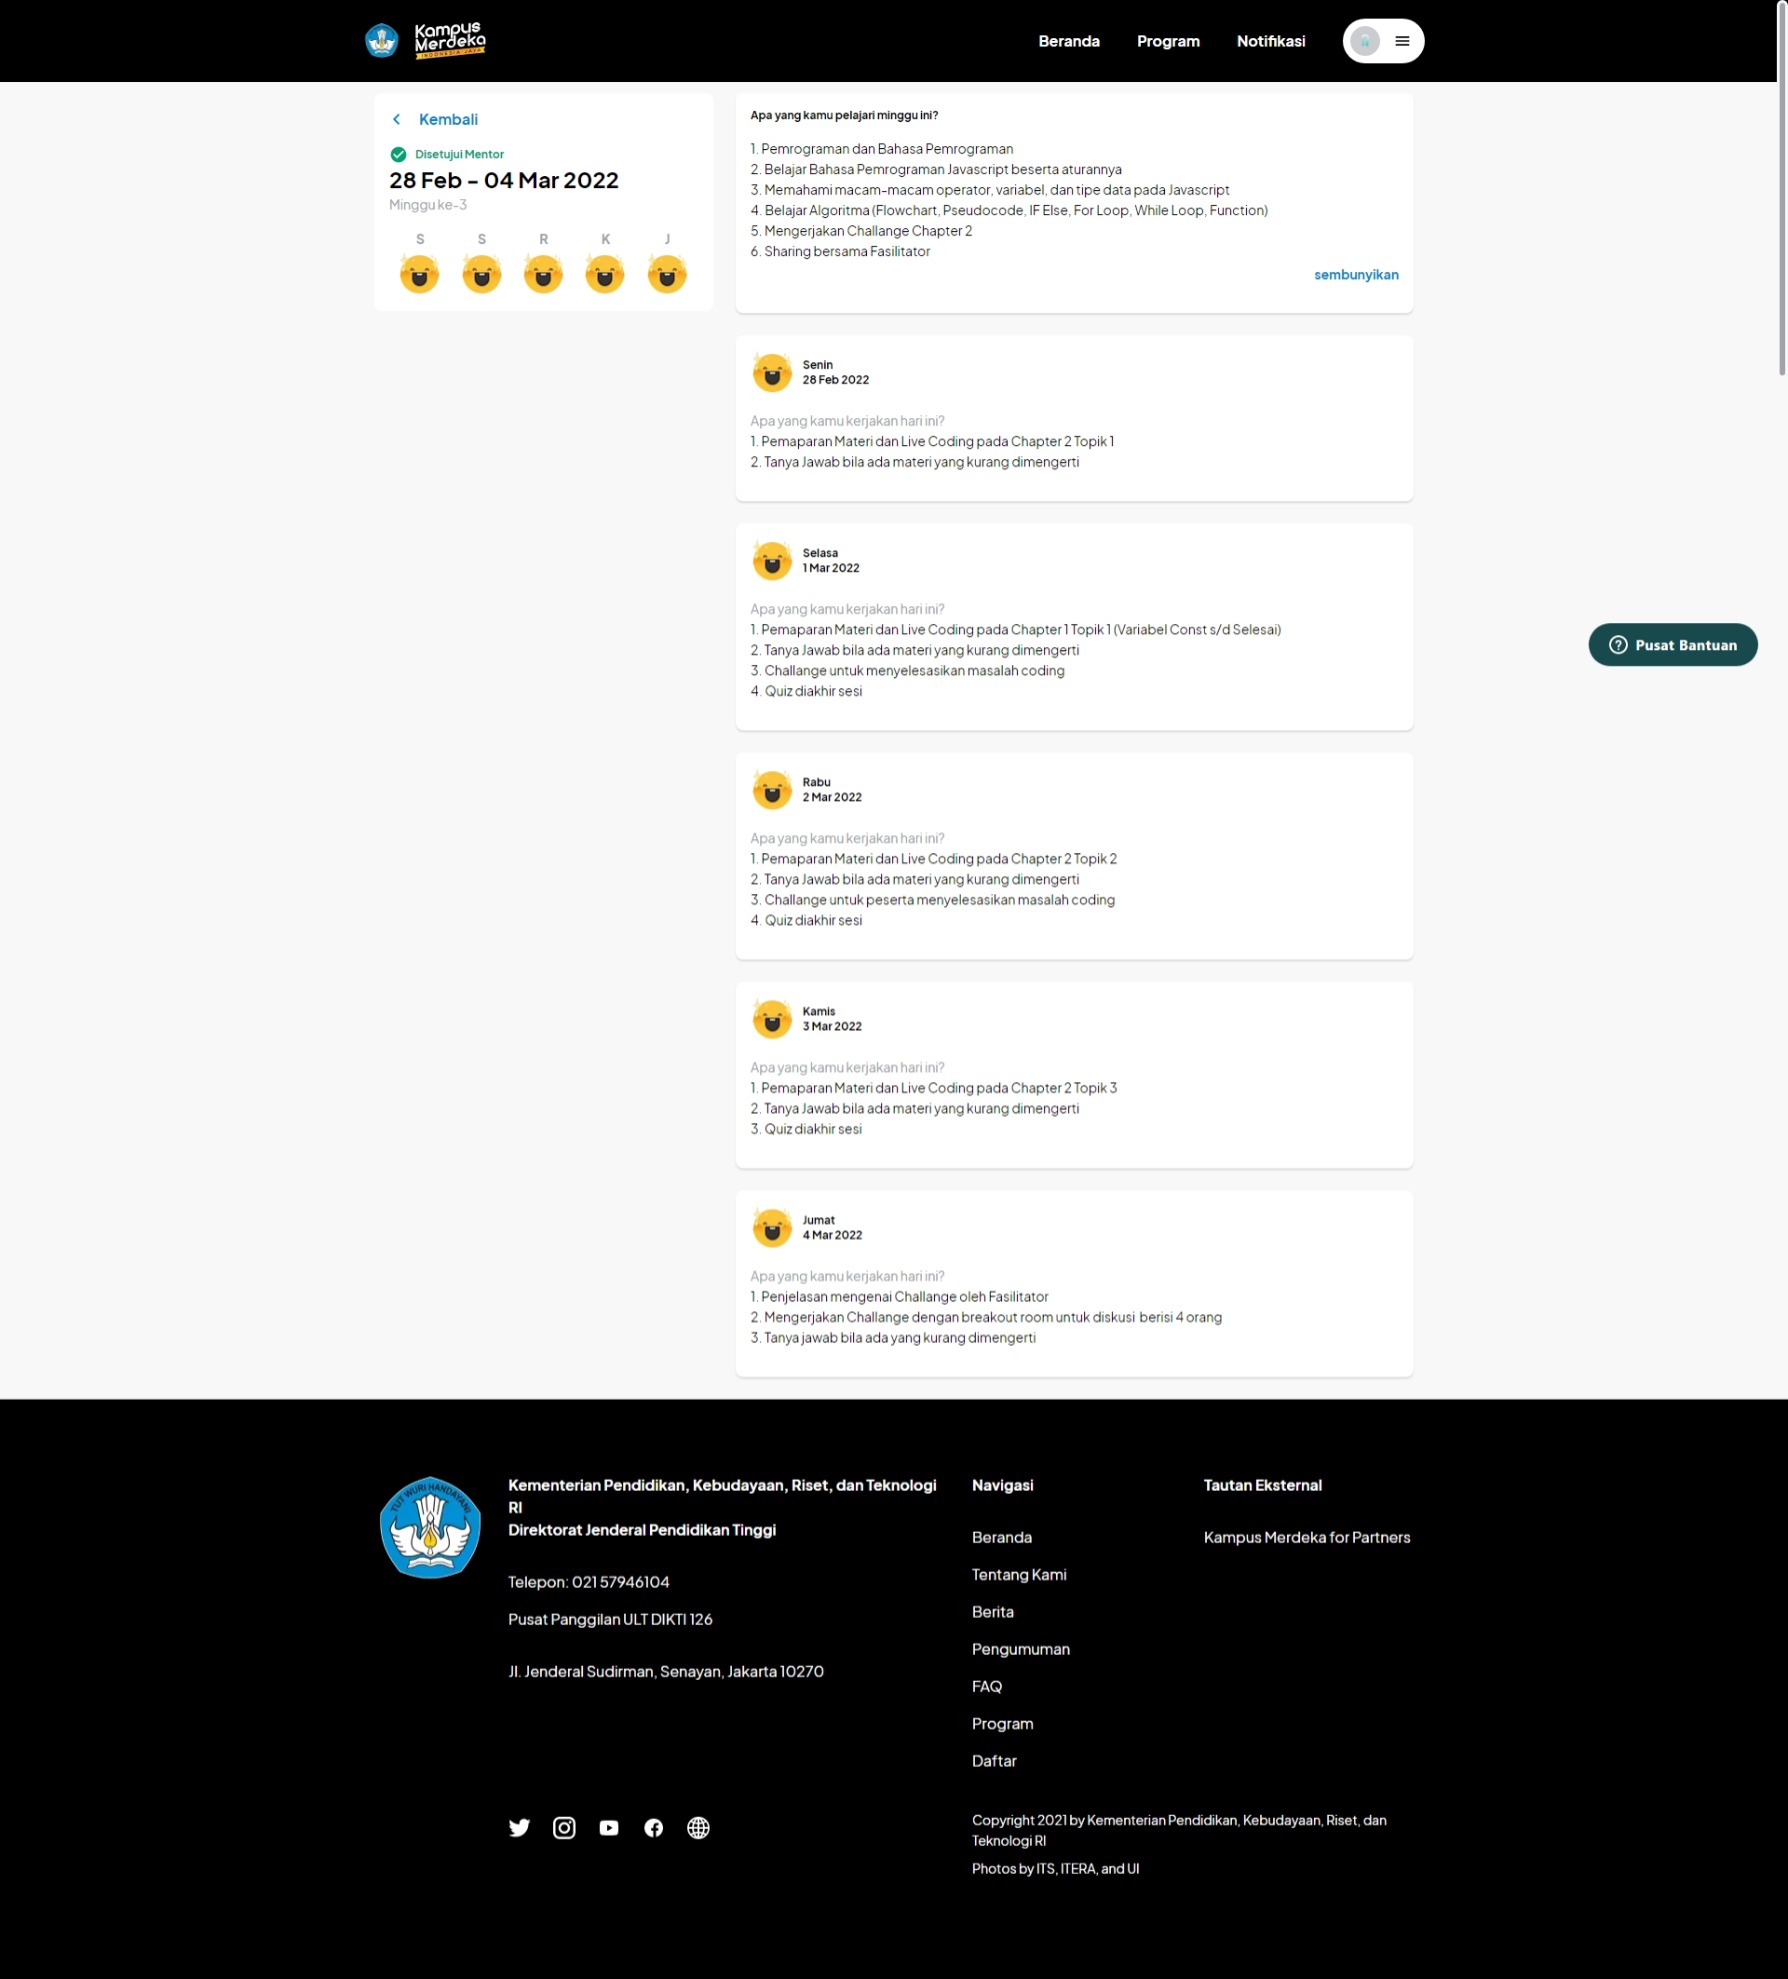 Kampus
Merdeka
INDONESIA JAYA
Beranda
Program
Notifikasi
Kembali
Disetujui Mentor
28 Feb - 04 Mar 2022
Minggu ke-3
S S R K J
Apa yang kamu pelajari minggu ini?
1. Pemrograman dan Bahasa Pemrograman
2. Belajar Bahasa Pemrograman Javascript beserta aturannya
3. Memahami macam-macam operator, variabel, dan tipe data pada Javascript
4. Belajar Algoritma (Flowchart, Pseudocode, IF Else, For Loop, While Loop, Function)
5. Mengerjakan Challange Chapter 2
6. Sharing bersama Fasilitator
sembunyikan
Senin
28 Feb 2022
Apa yang kamu kerjakan hari ini?
1. Pemaparan Materi dan Live Coding pada Chapter 2 Topik 1
2. Tanya Jawab bila ada materi yang kurang dimengerti
Selasa
1 Mar 2022
Apa yang kamu kerjakan hari ini?
1. Pemaparan Materi dan Live Coding pada Chapter 1 Topik 1 (Variabel Const s/d Selesai)
2. Tanya Jawab bila ada materi yang kurang dimengerti
3. Challange untuk menyelesasikan masalah coding
4. Quiz diakhir sesi
Pusat Bantuan
Rabu
2 Mar 2022
Apa yang kamu kerjakan hari ini?
1. Pemaparan Materi dan Live Coding pada Chapter 2 Topik 2
2. Tanya Jawab bila ada materi yang kurang dimengerti
3. Challange untuk peserta menyelesasikan masalah coding
4. Quiz diakhir sesi
Kamis
3 Mar 2022
Apa yang kamu kerjakan hari ini?
1. Pemaparan Materi dan Live Coding pada Chapter 2 Topik 3
2. Tanya Jawab bila ada materi yang kurang dimengerti
3. Quiz diakhir sesi
Jumat
4 Mar 2022
Apa yang kamu kerjakan hari ini?
1. Penjelasan mengenai Challange oleh Fasilitator
2. Mengerjakan Challange dengan breakout room untuk diskusi berisi 4 orang
3. Tanya jawab bila ada yang kurang dimengerti
TUT WURI HANDAYANI
Kementerian Pendidikan, Kebudayaan, Riset, dan Teknologi
RI
Direktorat Jenderal Pendidikan Tinggi
Telepon: 021 57946104
Pusat Panggilan ULT DIKTI 126
Jl. Jenderal Sudirman, Senayan, Jakarta 10270
Navigasi
Beranda
Tentang Kami
Berita
Pengumuman
FAQ
Program
Daftar
Tautan Eksternal
Kampus Merdeka for Partners
Copyright 2021 by Kementerian Pendidikan, Kebudayaan, Riset, dan
Teknologi RI
Photos by ITS, ITERA, and UI